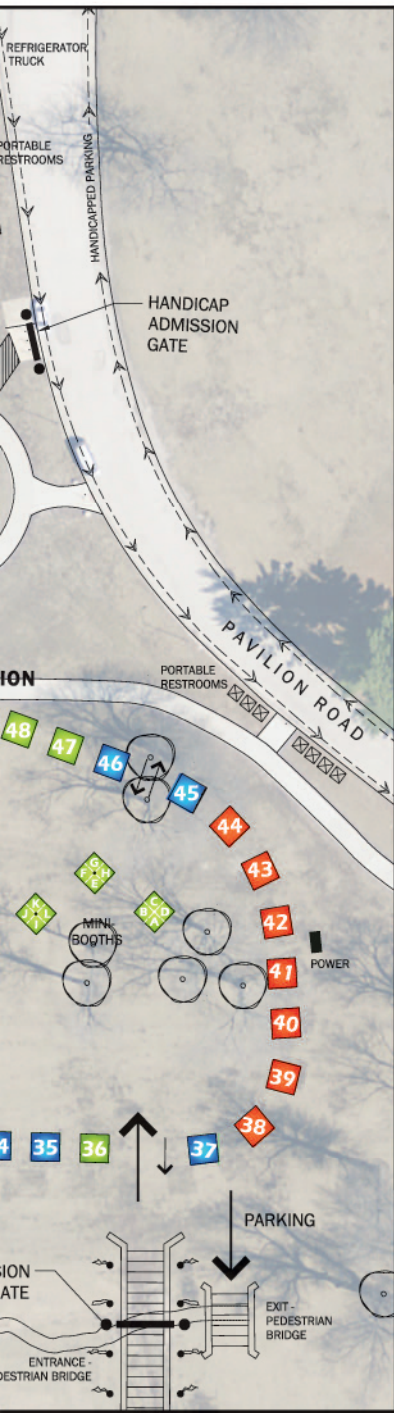 REFRIGERATOR
TRUCK
PORTABLE
RESTROOMS
HANDICAPPED PARKING
HANDICAP
ADMISSION
GATE
PAVILION ROAD
PORTABLE
RESTROOMS
ION
48
47
46
45
44
43
42
41
40
39
38
37
36
35
4
G
F H
E
K
J L
I
C
B D
A
MINI-
BOOTHS
POWER
PARKING
SION
ATE
EXIT -
PEDESTRIAN
BRIDGE
ENTRANCE -
DESTRIAN BRIDGE